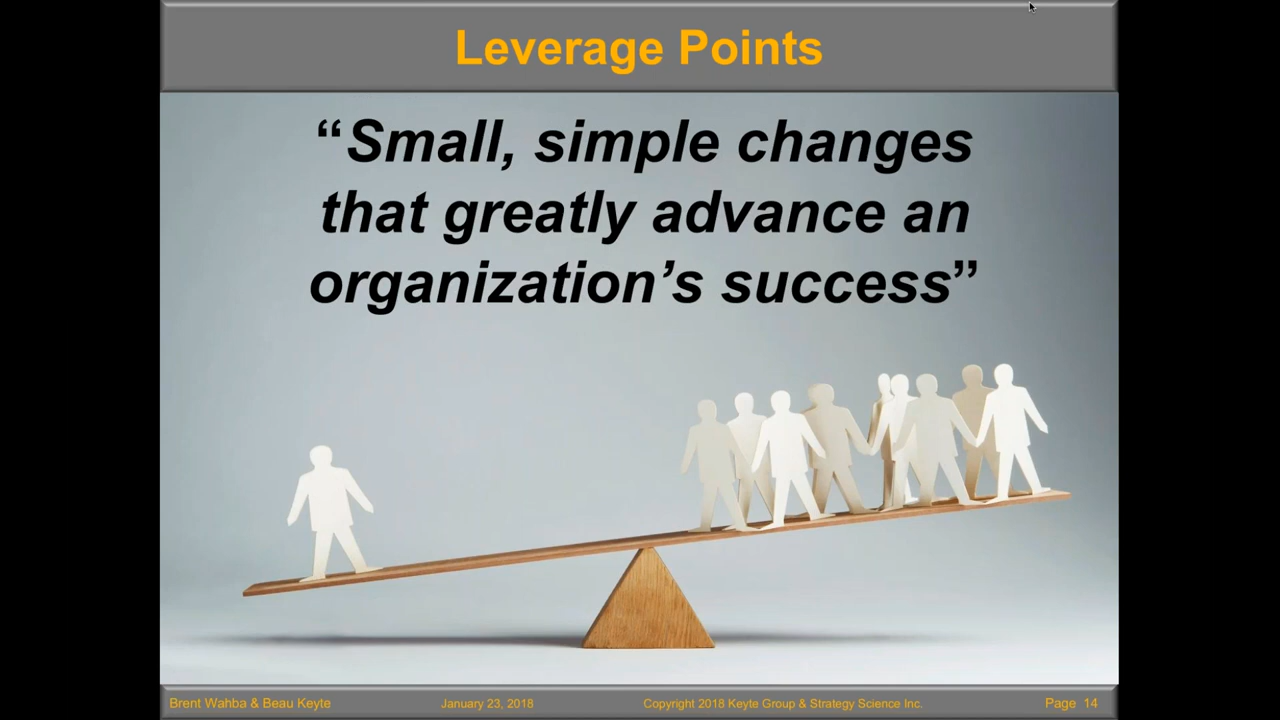 Leverage Points
“Small, simple changes
that greatly advance an
organization’s success”
Brent Wahba & Beau Keyte January 23, 2018 Copyright 2018 Keyte Group & Strategy Science Inc. Page 14